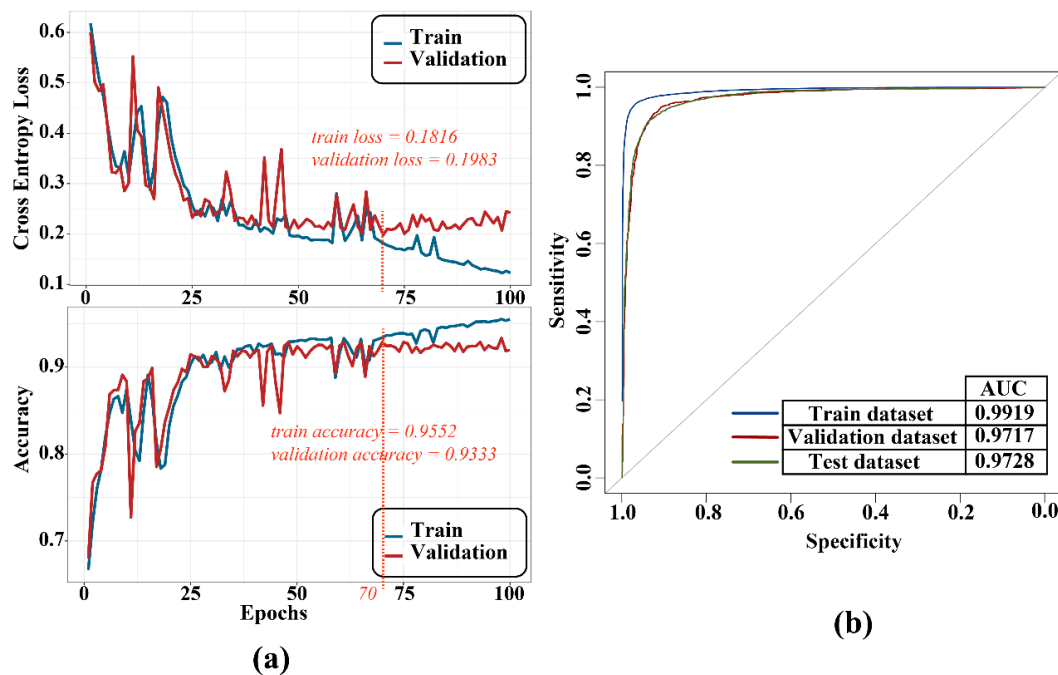 0.6
0.5
0.4
0.3
0.2
0.1
Cross Entropy Loss
Train
Validation
train loss = 0.1816
validation loss = 0.1983
0 25 50 75 100
0.9
0.8
0.7
Accuracy
train accuracy = 0.9552
validation accuracy = 0.9333
Train
Validation
0 25 50 70 75 100
Epochs
(a)
1.0
0.8
0.6
0.4
0.2
0.0
Sensitivity
AUC
Train dataset 0.9919
Validation dataset 0.9717
Test dataset 0.9728
1.0 0.8 0.6 0.4 0.2 0.0
Specificity
(b)